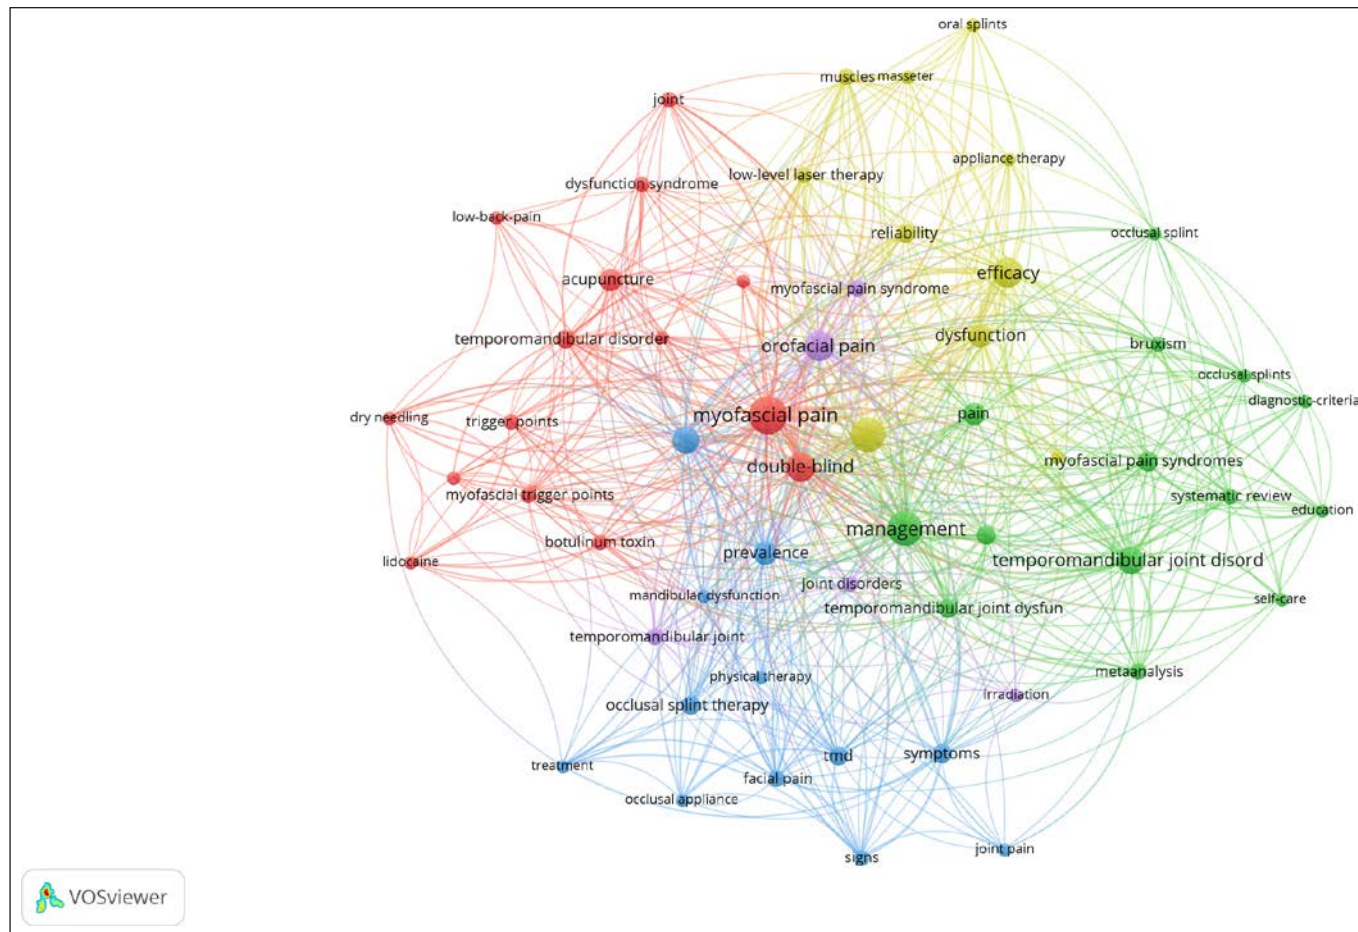 oral splints
muscles
masseter
joint
appliance therapy
low-level laser therapy
dysfunction syndrome
low-back-pain
reliability
occlusal splint
efficacy
acupuncture
myofascial pain syndrome
dysfunction
temporomandibular disorder
orofacial pain
bruxism
occlusal splints
diagnostic-criteria
myofascial pain
pain
dry needling
trigger points
double-blind
myofascial pain syndromes
myofascial trigger points
systematic review
education
management
botulinum toxin
prevalence
temporomandibular joint disord
lidocaine
joint disorders
mandibular dysfunction
temporomandibular joint dysfun
self-care
temporomandibular joint
metaanalysis
physical therapy
irradiation
occlusal splint therapy
tmd
symptoms
treatment
facial pain
occlusal appliance
signs
joint pain
VOSviewer